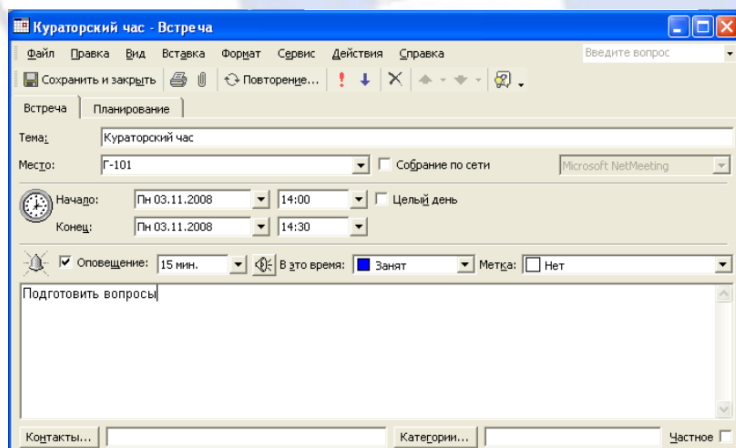 Кураторский час - Встреча
Файл Правка Вид Вставка Формат Сервис Действия Справка Введите вопрос
Сохранить и закрыть Повторение...
Встреча Планирование
Тема: Кураторский час
Место: Г-101 Собрание по сети Microsoft NetMeeting
Начало: Пн 03.11.2008 14:00 Целый день
Конец: Пн 03.11.2008 14:30
Оповещение: 15 мин. В это время: Занят Метка: Нет
Подготовить вопросы
Контакты... Категории... Частное